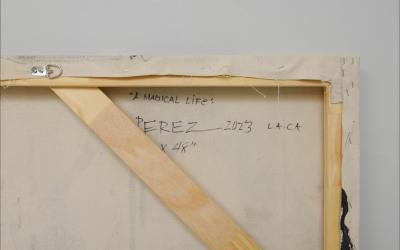 "A MAGICAL LIFE"
PEREZ 2023 LA.CA
X 48"